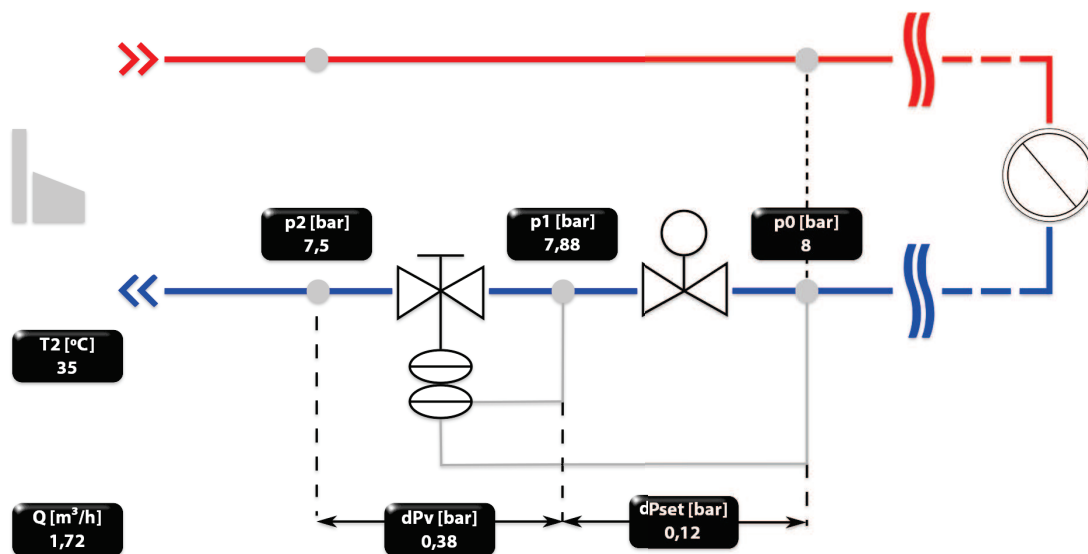 p2 [bar]
7,5
p1 [bar]
7,88
p0 [bar]
8
T2 [ºC]
35
Q [m³/h]
1,72
dPv [bar]
0,38
dPset [bar]
0,12